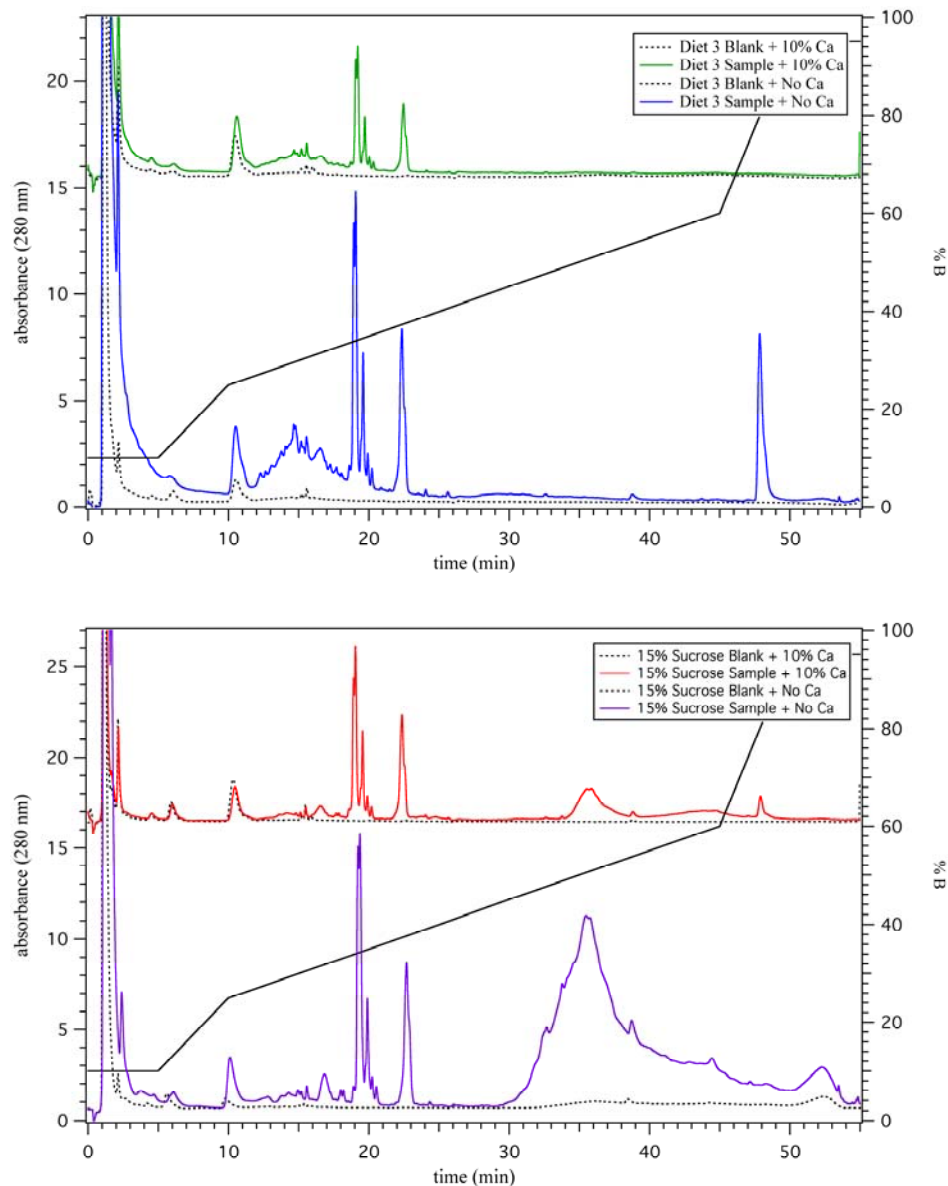 Diet 3 Blank + 10% Ca
Diet 3 Sample + 10% Ca
Diet 3 Blank + No Ca
Diet 3 Sample + No Ca
absorbance (280 nm)
20
15
10
5
0
100
80
60
40
20
0
% B
0 10 20 30 40 50
time (min)
15% Sucrose Blank + 10% Ca
15% Sucrose Sample + 10% Ca
15% Sucrose Blank + No Ca
15% Sucrose Sample + No Ca
absorbance (280 nm)
25
20
15
10
5
0
100
80
60
40
20
0
% B
0 10 20 30 40 50
time (min)